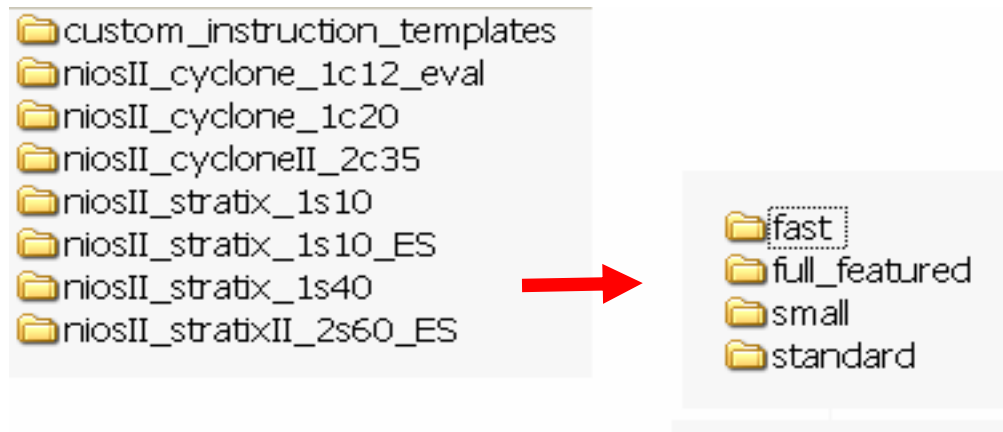 custom_instruction_templates
niosII_cyclone_1c12_eval
niosII_cyclone_1c20
niosII_cycloneII_2c35
niosII_stratix_1s10
niosII_stratix_1s10_ES
niosII_stratix_1s40
niosII_stratixII_2s60_ES
fast
full_featured
small
standard